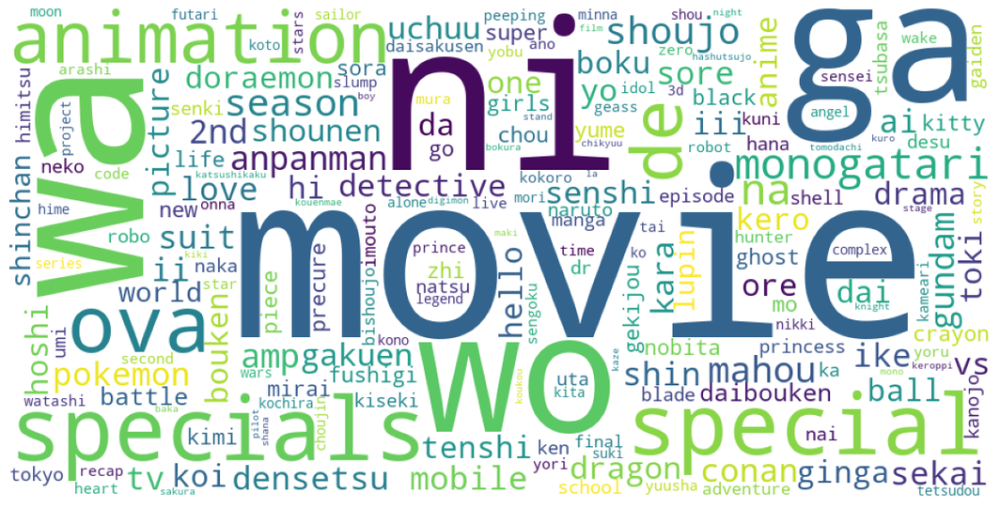 moon
futari
sailor
animation
stars
koto
uchuu
daisakusen
peeping
super
yobu
ano
minna
film
shou
night
shoujo
hashutsujo
zero
anime
ga
tsubasa
wake
gaiden
sensei
himitsu
arashi
project
wa
picture
doraemon
sora
slump
boy
senki
season
ni
mura
da
go
one
girls
stand
bokura
chou
boku
yo
idol
geass
yume
chikyuu
sore
3d
black
de
robot
iii
kuni
hana
angel
tomodachi
ai
kuro
kitty
desu
neko
code
2nd
shounen
life
katsushikaku
anpanman
love
hi
detective
kokoro
la
mori
senshi
episode
monogatari
na
shell
drama
stage
story
shinchan
hime
new
onna
kouenmae
alone
digimon
live
naruto
manga
tai
kero
hunter
robo
suit
series
ii
kiki
naka
star
world
piece
precure
imouto
bishoujo
movie
maki
prince
zhi
natsu
legend
time
dr
ko
ghost
complex
kara
lupin
ore
mo
dai
knight
gundam
kamenri
toki
hoshi
umi
ova
bouken
hello
sengoku
gekijou
nikki
crayon
second
wars
amp
gakuen
kono
wo
kaze
nobita
princess
yoru
keroppi
pokemon
battle
watashi
baka
mirai
kochira
fushigi
kiseki
uta
kita
koukou
shin
mahou
ka
ike
mono
vs
blade
daibouken
ball
kanojo
specials
kimi
pilot
shana
choujin
tenshi
ken
final
suki
special
nai
tokyo
recap
heart
tv
sakura
koi
densetsu
mobile
yori
school
dragon
yuusha
conan
adventure
ginga
sekai
tetsudou